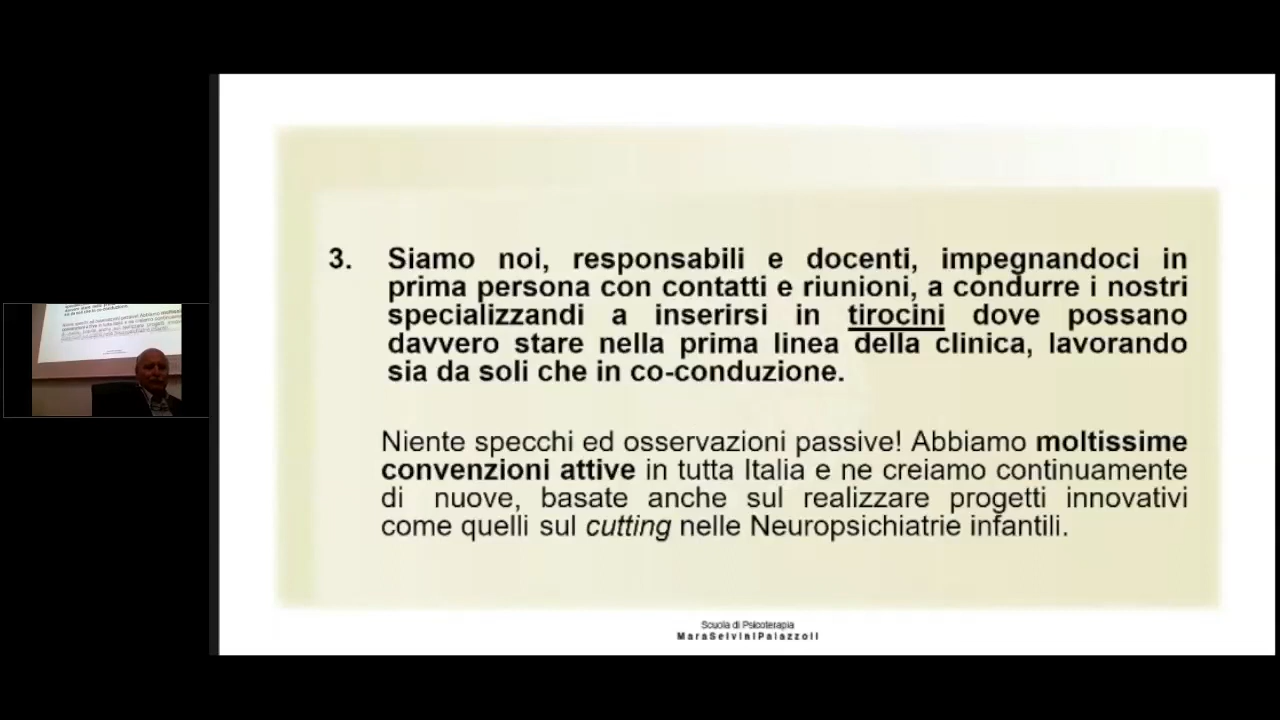 3. Siamo noi, responsabili e docenti, impegnandoci in
prima persona con contatti e riunioni, a condurre i nostri
specializzandi a inserirsi in tirocini dove possano
davvero stare nella prima linea della clinica, lavorando
sia da soli che in co-conduzione.
Niente specchi ed osservazioni passive! Abbiamo moltissime
convenzioni attive in tutta Italia e ne creiamo continuamente
di nuove, basate anche sul realizzare progetti innovativi
come quelli sul cutting nelle Neuropsichiatrie infantili.
Scuola di Psicoterapia
MaraSelviniPalazzoli